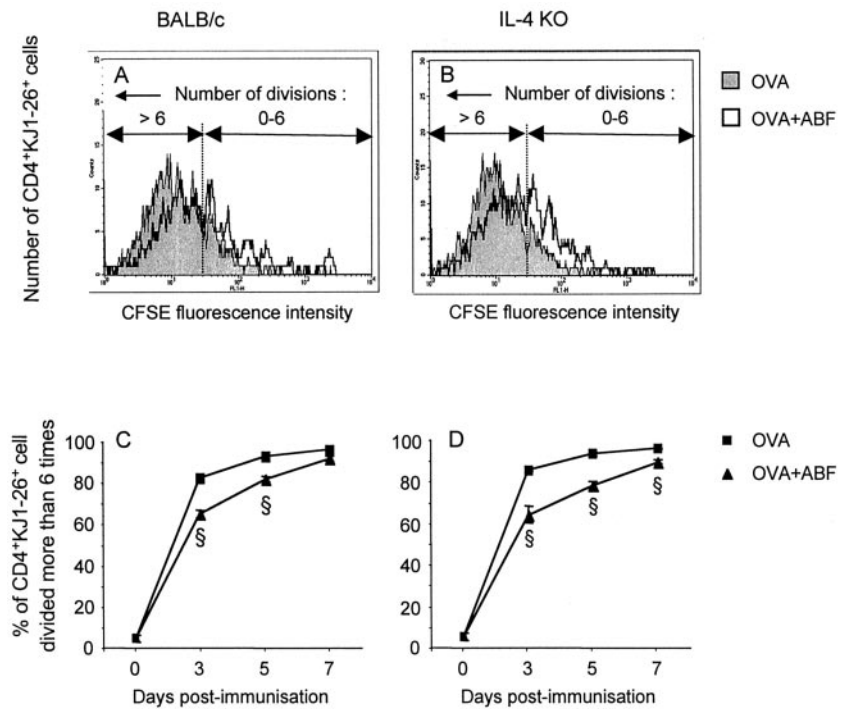 BALB/c
IL-4 KO
Number of CD4+KJ1-26+ cells
A
Number of divisions :
> 6
0-6
CFSE fluorescence intensity
B
Number of divisions :
> 6
0-6
CFSE fluorescence intensity
OVA
OVA+ABF
% of CD4+KJ1-26+ cell
divided more than 6 times
C
100
80
60
40
20
0
§
§
0 3 5 7
Days post-immunisation
D
100
80
60
40
20
0
§
§
§
0 3 5 7
Days post-immunisation
OVA
OVA+ABF